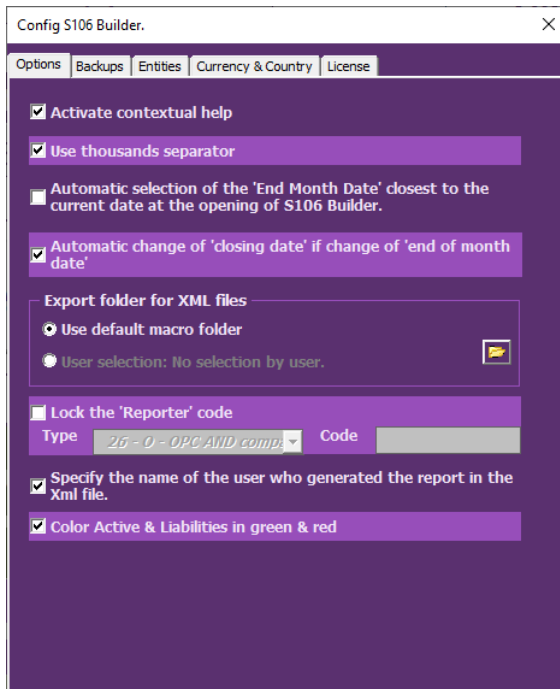 Config S106 Builder.
Options
Backups
Entities
Currency & Country
License
Activate contextual help
Use thousands separator
Automatic selection of the 'End Month Date' closest to the
current date at the opening of S106 Builder.
Automatic change of 'closing date' if change of 'end of month
date'
Export folder for XML files
Use default macro folder
User selection: No selection by user.
Lock the 'Reporter' code
Type 26 - O - OPC AND comp. Code
Specify the name of the user who generated the report in the
Xml file.
Color Active & Liabilities in green & red